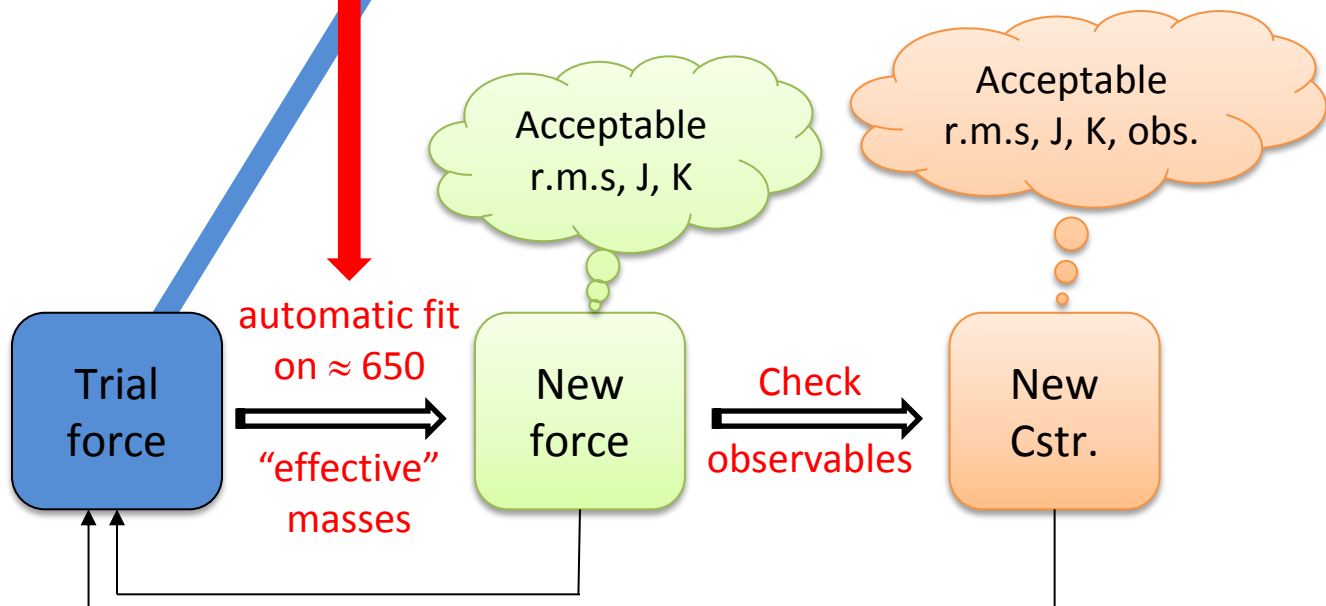 Acceptable
r.m.s, J, K
Acceptable
r.m.s, J, K, obs.
Trial
force
automatic fit
on ≈ 650
“effective”
masses
New
force
Check
observables
New
Cstr.